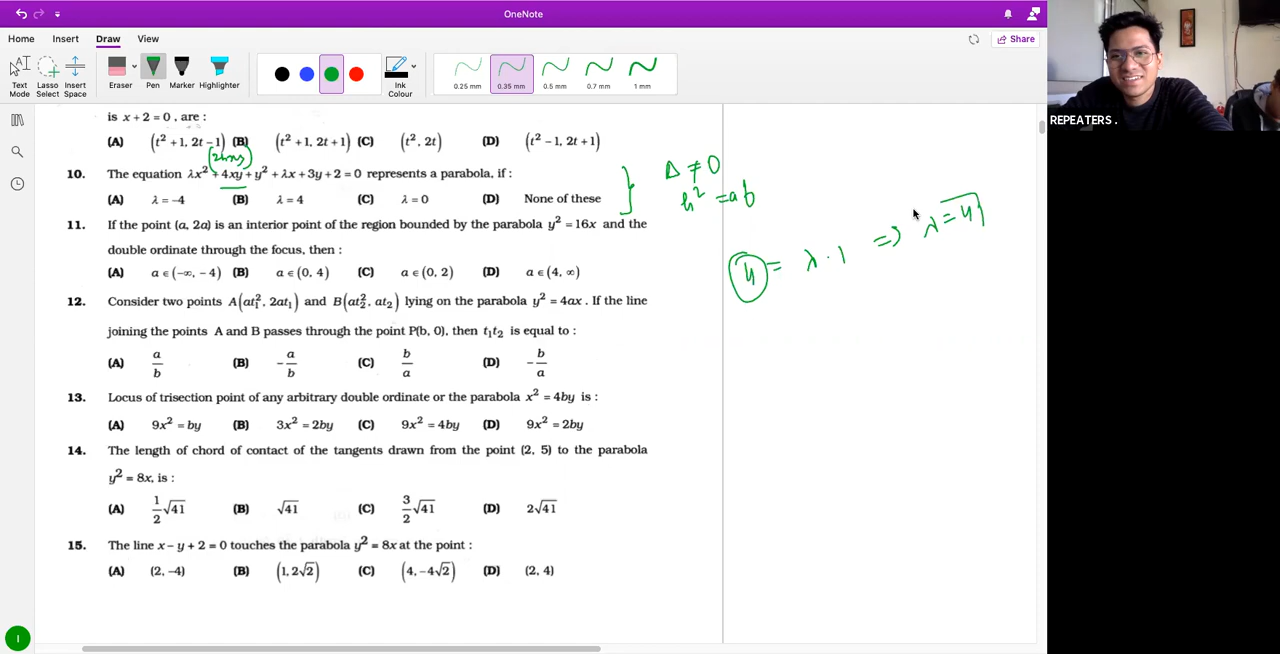 OneNote
Home Insert Draw View
Share
Text Mode
Lasso Select
Insert Space
Eraser
Pen
Marker
Highlighter
Ink Colour
0.25 mm
0.35 mm
0.5 mm
0.7 mm
1 mm
REPEATERS .
is x + 2 = 0 , are :
(A) (t² + 1, 2t − 1) (B) (t² + 1, 2t + 1) (C) (t², 2t) (D) (t² − 1, 2t + 1)
10. The equation λx² + 4xy + y² + λx + 3y + 2 = 0 represents a parabola, if :
(A) λ = −4 (B) λ = 4 (C) λ = 0 (D) None of these
Δ ≠ 0
h² = ab
4 = λ · 1 ⇒ λ = 4
11. If the point (a, 2a) is an interior point of the region bounded by the parabola y² = 16x and the
double ordinate through the focus, then :
(A) a ∈ (−∞, − 4) (B) a ∈ (0, 4) (C) a ∈ (0, 2) (D) a ∈ (4, ∞)
12. Consider two points A(at₁², 2at₁) and B(at₂², at₂) lying on the parabola y² = 4ax . If the line
joining the points A and B passes through the point P(b, 0), then t₁t₂ is equal to :
(A) a/b (B) −a/b (C) b/a (D) −b/a
13. Locus of trisection point of any arbitrary double ordinate or the parabola x² = 4by is :
(A) 9x² = by (B) 3x² = 2by (C) 9x² = 4by (D) 9x² = 2by
14. The length of chord of contact of the tangents drawn from the point (2, 5) to the parabola
y² = 8x, is :
(A) 1/2√41 (B) √41 (C) 3/2√41 (D) 2√41
15. The line x − y + 2 = 0 touches the parabola y² = 8x at the point :
(A) (2, −4) (B) (1, 2√2) (C) (4, −4√2) (D) (2, 4)
I